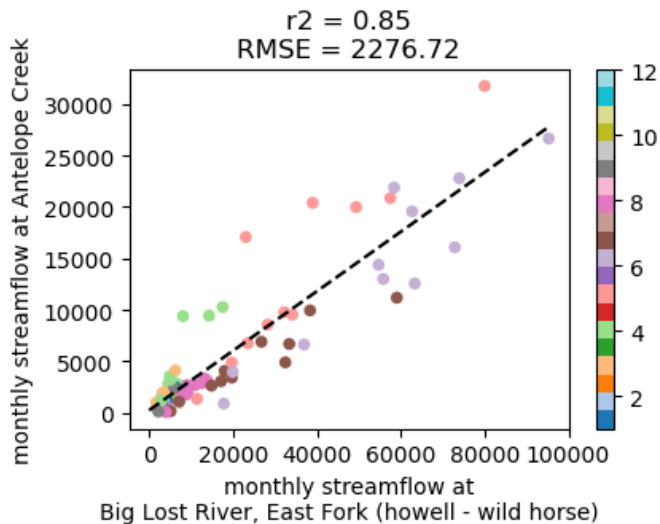 r2 = 0.85
RMSE = 2276.72
monthly streamflow at Antelope Creek
30000
25000
20000
15000
10000
5000
0
0 20000 40000 60000 80000 100000
monthly streamflow at
Big Lost River, East Fork (howell - wild horse)
12
10
8
6
4
2